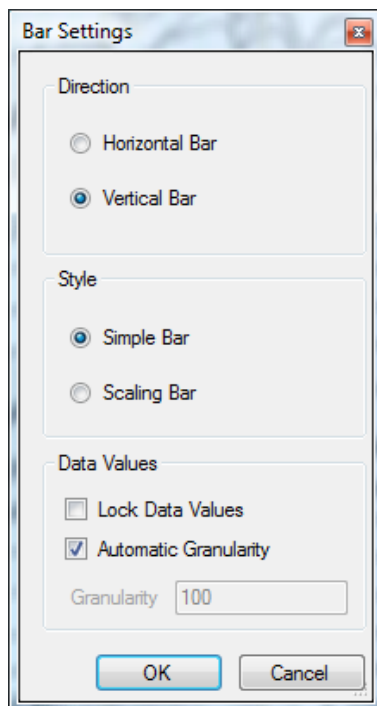 Bar Settings
Direction
Horizontal Bar
Vertical Bar
Style
Simple Bar
Scaling Bar
Data Values
Lock Data Values
Automatic Granularity
Granularity 100
OK Cancel